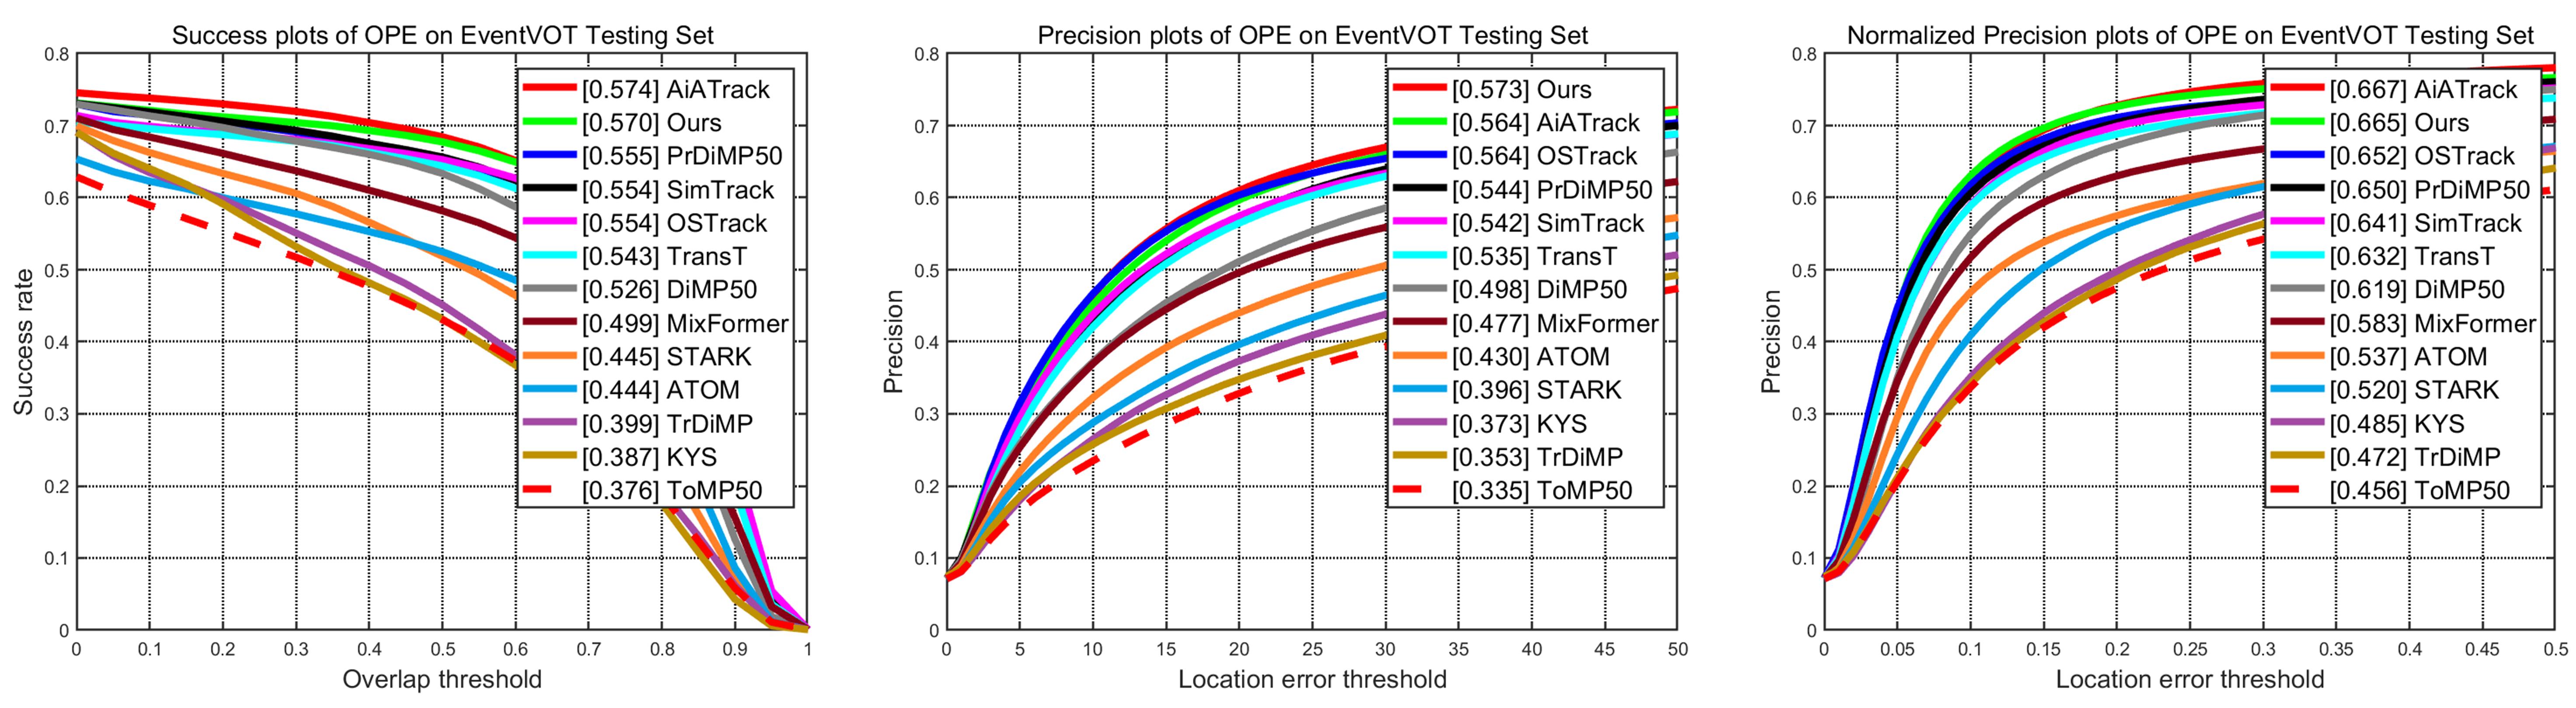 Success plots of OPE on EventVOT Testing Set
0.8
0.7
0.6
0.5
0.4
0.3
0.2
0.1
0
Success rate
[0.574] AiATrack
[0.570] Ours
[0.555] PrDiMP50
[0.554] SimTrack
[0.554] OSTrack
[0.543] TransT
[0.526] DiMP50
[0.499] MixFormer
[0.445] STARK
[0.444] ATOM
[0.399] TrDiMP
[0.387] KYS
[0.376] ToMP50
0 0.1 0.2 0.3 0.4 0.5 0.6 0.7 0.8 0.9 1
Overlap threshold
Precision plots of OPE on EventVOT Testing Set
0.8
0.7
0.6
0.5
0.4
0.3
0.2
0.1
0
Precision
[0.573] Ours
[0.564] AiATrack
[0.564] OSTrack
[0.544] PrDiMP50
[0.542] SimTrack
[0.535] TransT
[0.498] DiMP50
[0.477] MixFormer
[0.430] ATOM
[0.396] STARK
[0.373] KYS
[0.353] TrDiMP
[0.335] ToMP50
0 5 10 15 20 25 30 35 40 45 50
Location error threshold
Normalized Precision plots of OPE on EventVOT Testing Set
0.8
0.7
0.6
0.5
0.4
0.3
0.2
0.1
0
Precision
[0.667] AiATrack
[0.665] Ours
[0.652] OSTrack
[0.650] PrDiMP50
[0.641] SimTrack
[0.632] TransT
[0.619] DiMP50
[0.583] MixFormer
[0.537] ATOM
[0.520] STARK
[0.485] KYS
[0.472] TrDiMP
[0.456] ToMP50
0 0.05 0.1 0.15 0.2 0.25 0.3 0.35 0.4 0.45 0.5
Location error threshold